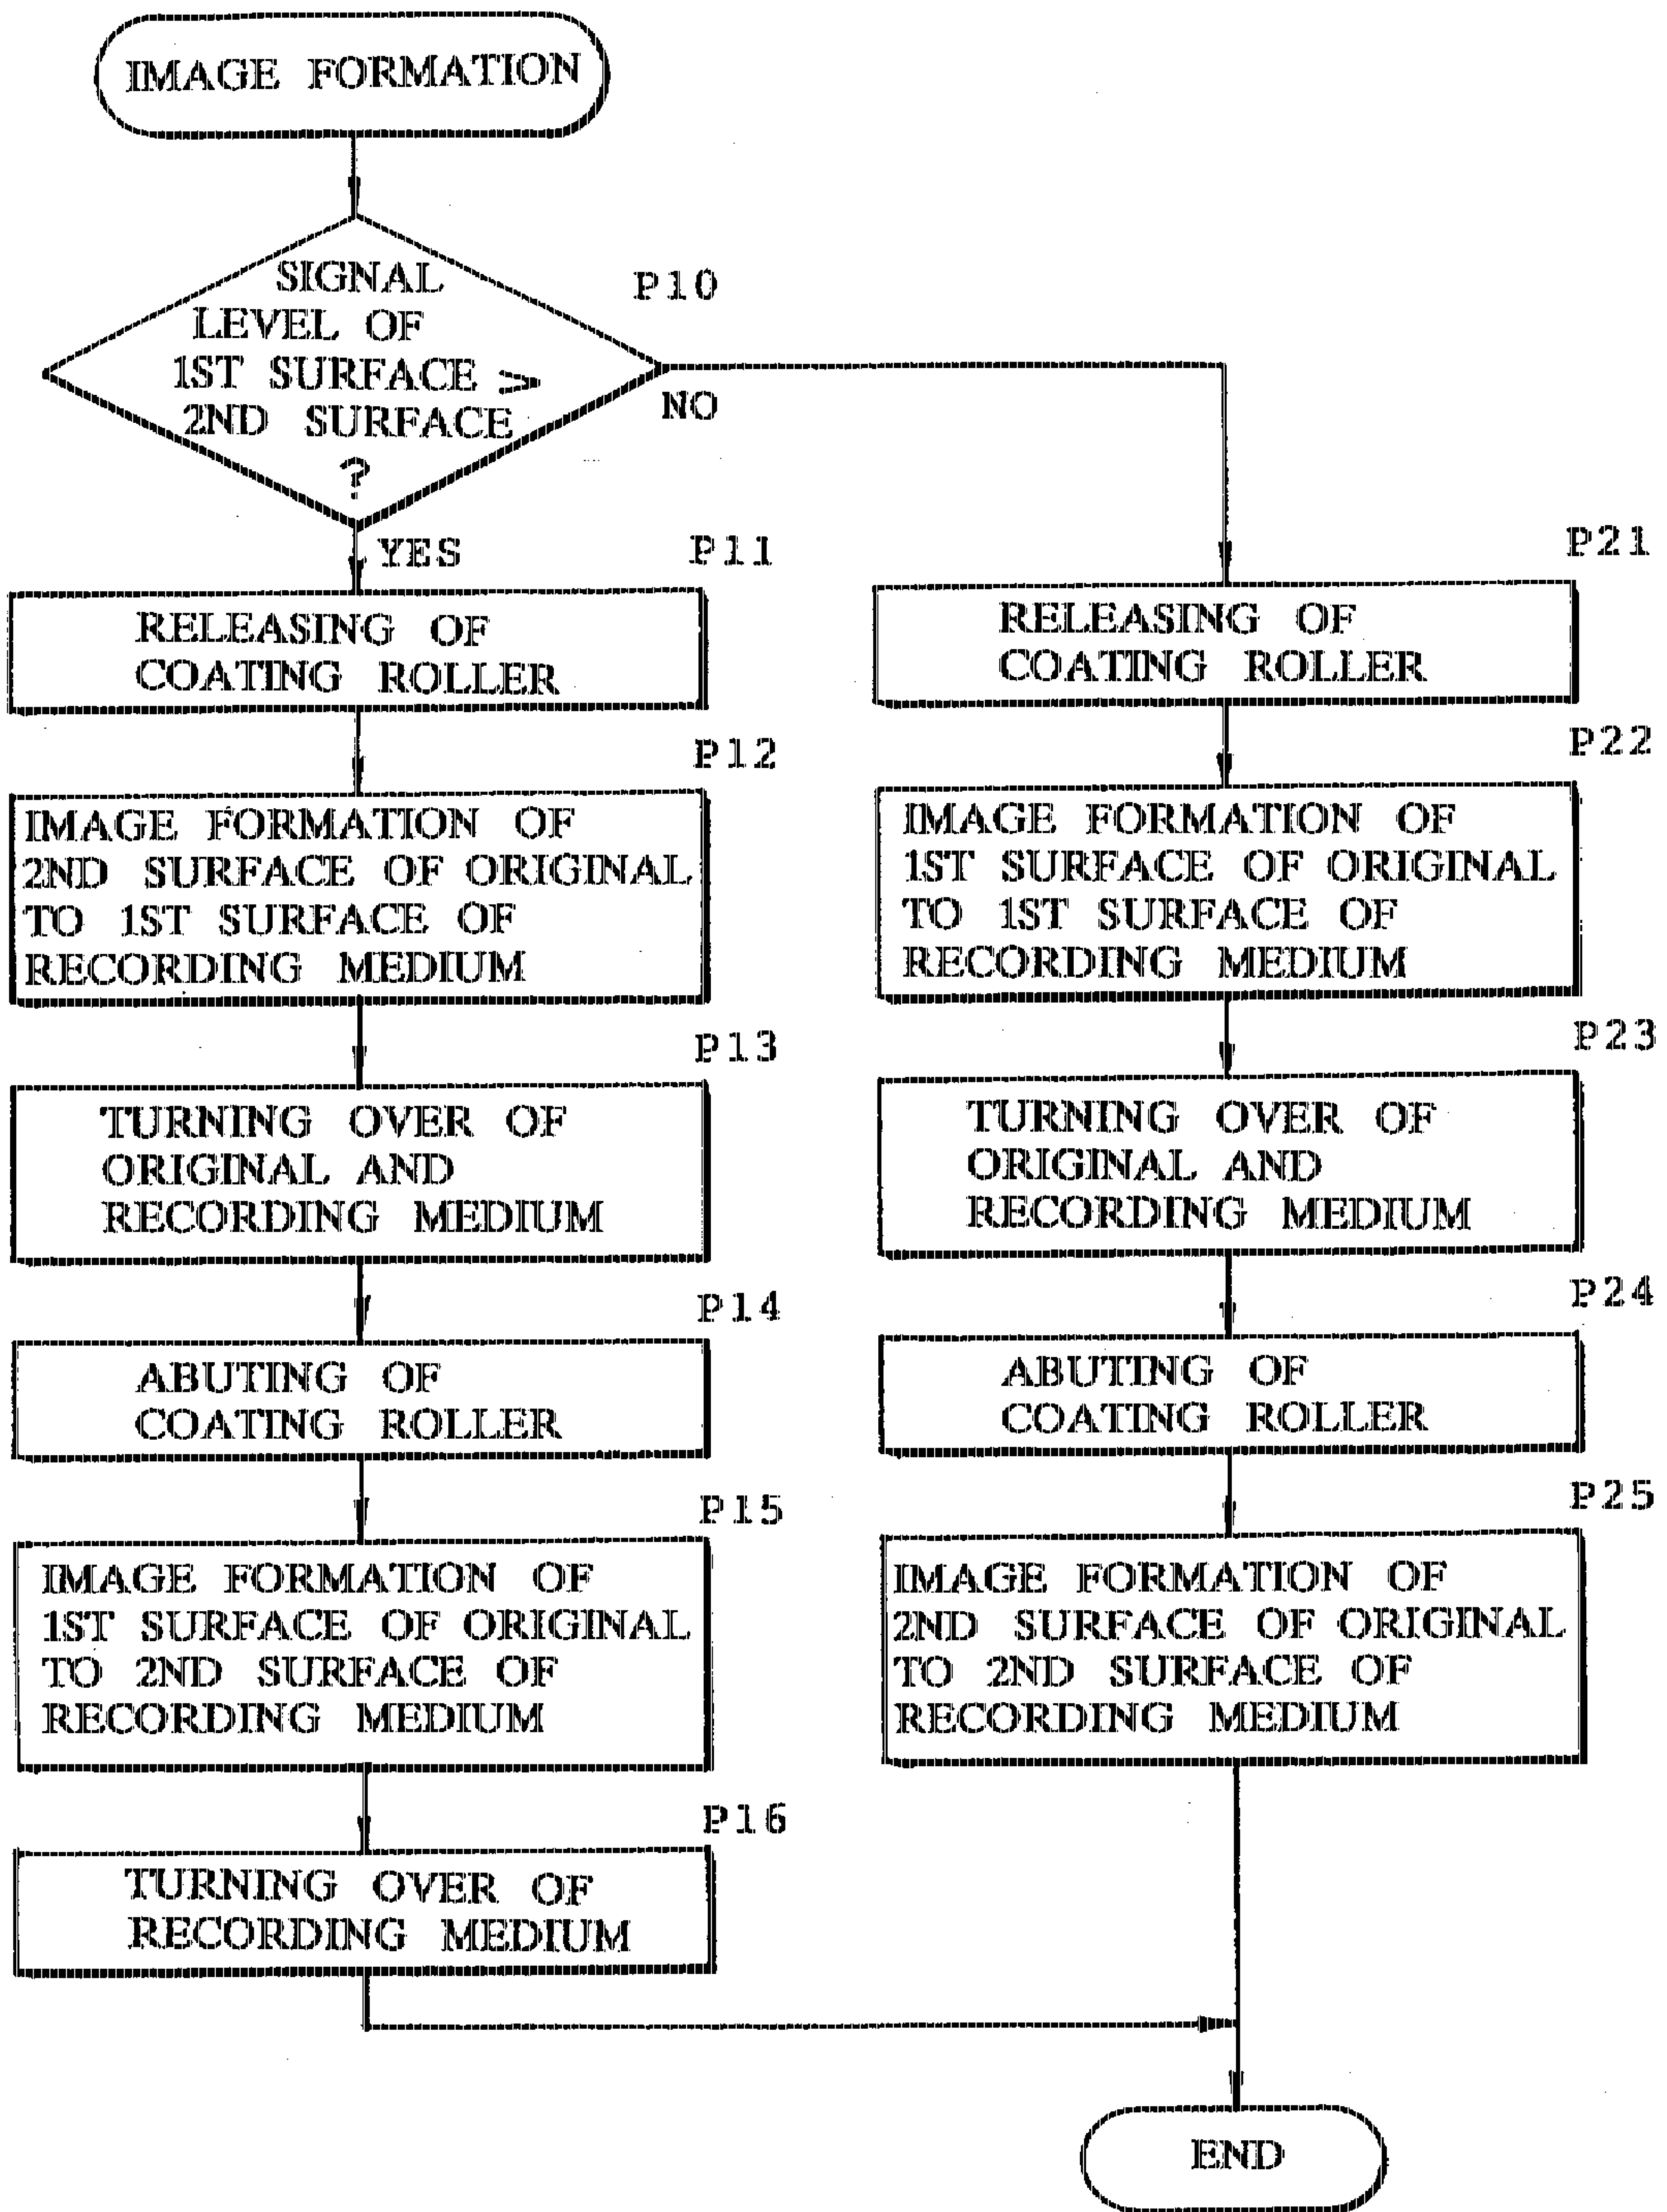 IMAGE FORMATION
SIGNAL
LEVEL OF
1ST SURFACE >
2ND SURFACE
?
P10
NO
YES
P11
RELEASING OF
COATING ROLLER
P12
IMAGE FORMATION OF
2ND SURFACE OF ORIGINAL
TO 1ST SURFACE OF
RECORDING MEDIUM
P13
TURNING OVER OF
ORIGINAL AND
RECORDING MEDIUM
P14
ABUTING OF
COATING ROLLER
P15
IMAGE FORMATION OF
1ST SURFACE OF ORIGINAL
TO 2ND SURFACE OF
RECORDING MEDIUM
P16
TURNING OVER OF
RECORDING MEDIUM
P21
RELEASING OF
COATING ROLLER
P22
IMAGE FORMATION OF
1ST SURFACE OF ORIGINAL
TO 1ST SURFACE OF
RECORDING MEDIUM
P23
TURNING OVER OF
ORIGINAL AND
RECORDING MEDIUM
P24
ABUTING OF
COATING ROLLER
P25
IMAGE FORMATION OF
2ND SURFACE OF ORIGINAL
TO 2ND SURFACE OF
RECORDING MEDIUM
END